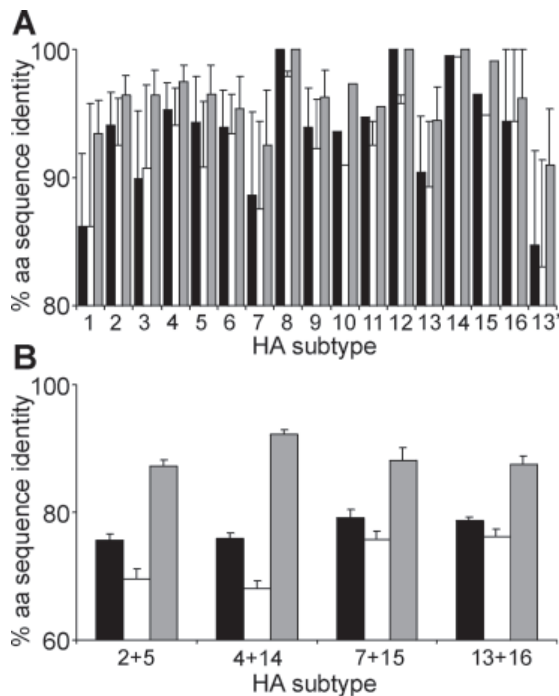 A
100
90
80
% aa sequence identity
1 2 3 4 5 6 7 8 9 10 11 12 13 14 15 16 13'
HA subtype
B
100
80
60
% aa sequence identity
2+5 4+14 7+15 13+16
HA subtype